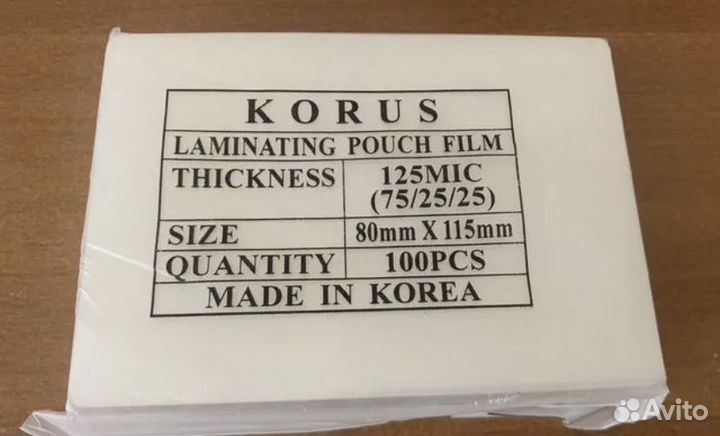 KORUS
LAMINATING POUCH FILM
THICKNESS 125MIC
(75/25/25)
SIZE 80mm X 115mm
QUANTITY 100PCS
MADE IN KOREA
Avito